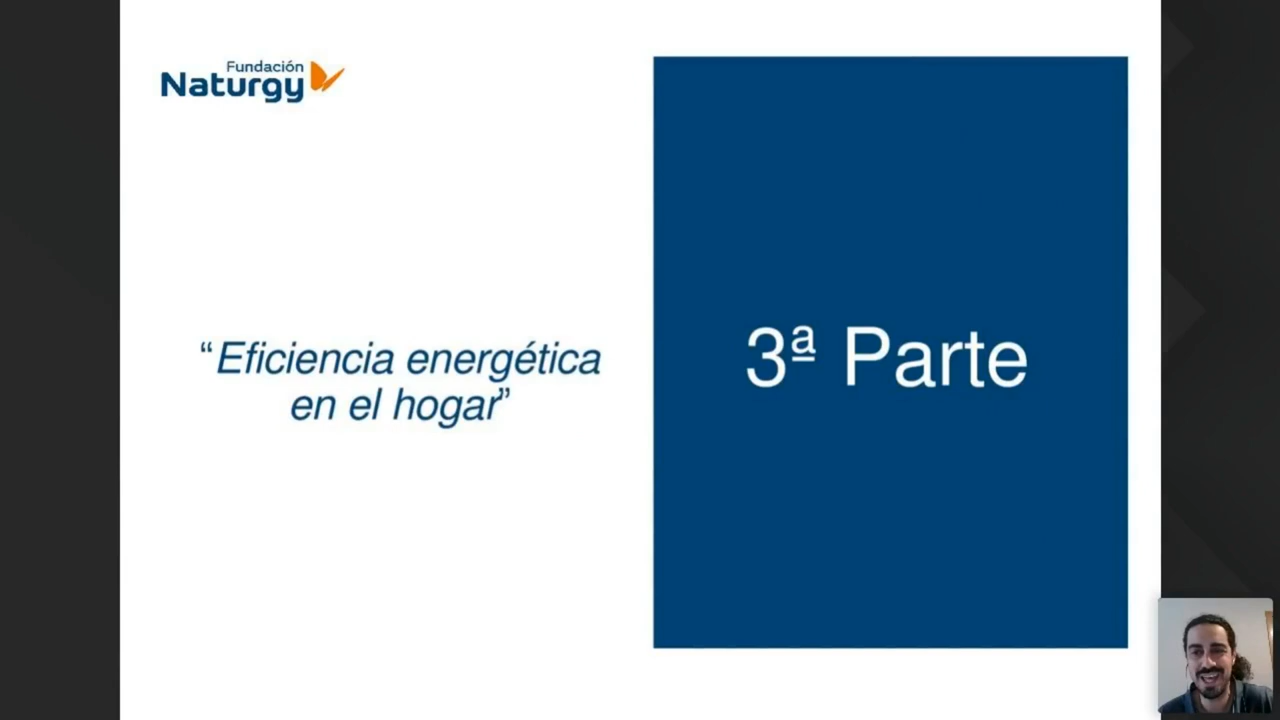 Fundación
Naturgy
“Eficiencia energética
en el hogar”
3ª Parte